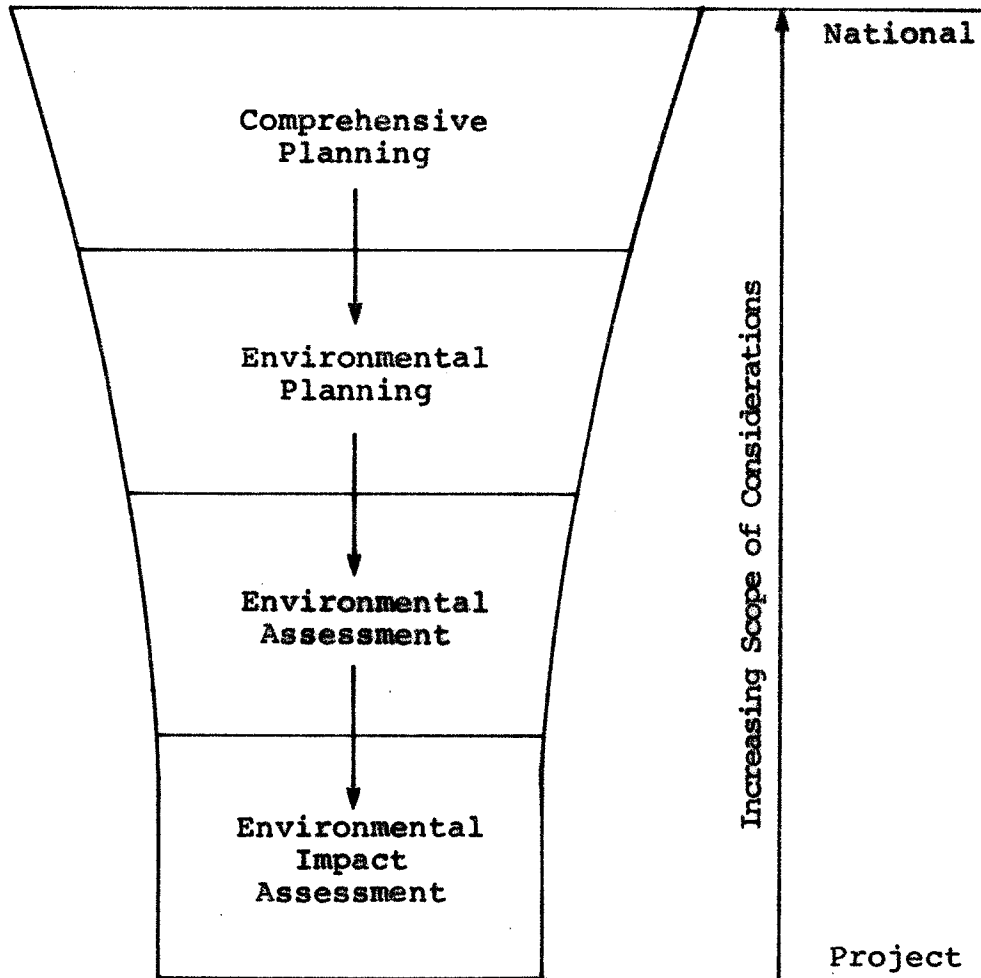 National
Comprehensive
Planning
Environmental
Planning
Increasing Scope of Considerations
Environmental
Assessment
Environmental
Impact
Assessment
Project